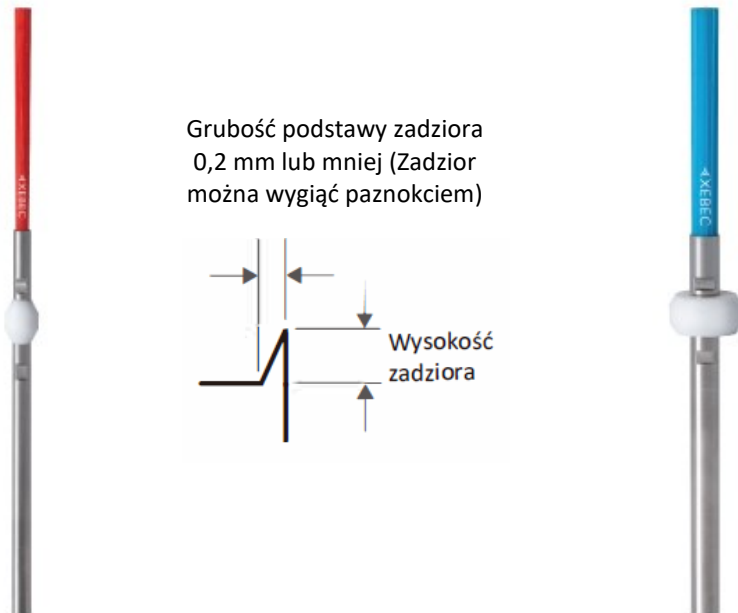 Grubość podstawy zadziora
0,2 mm lub mniej (Zadzior
można wygiąć paznokciem)
Wysokość
zadziora
XEBEC
XEBEC